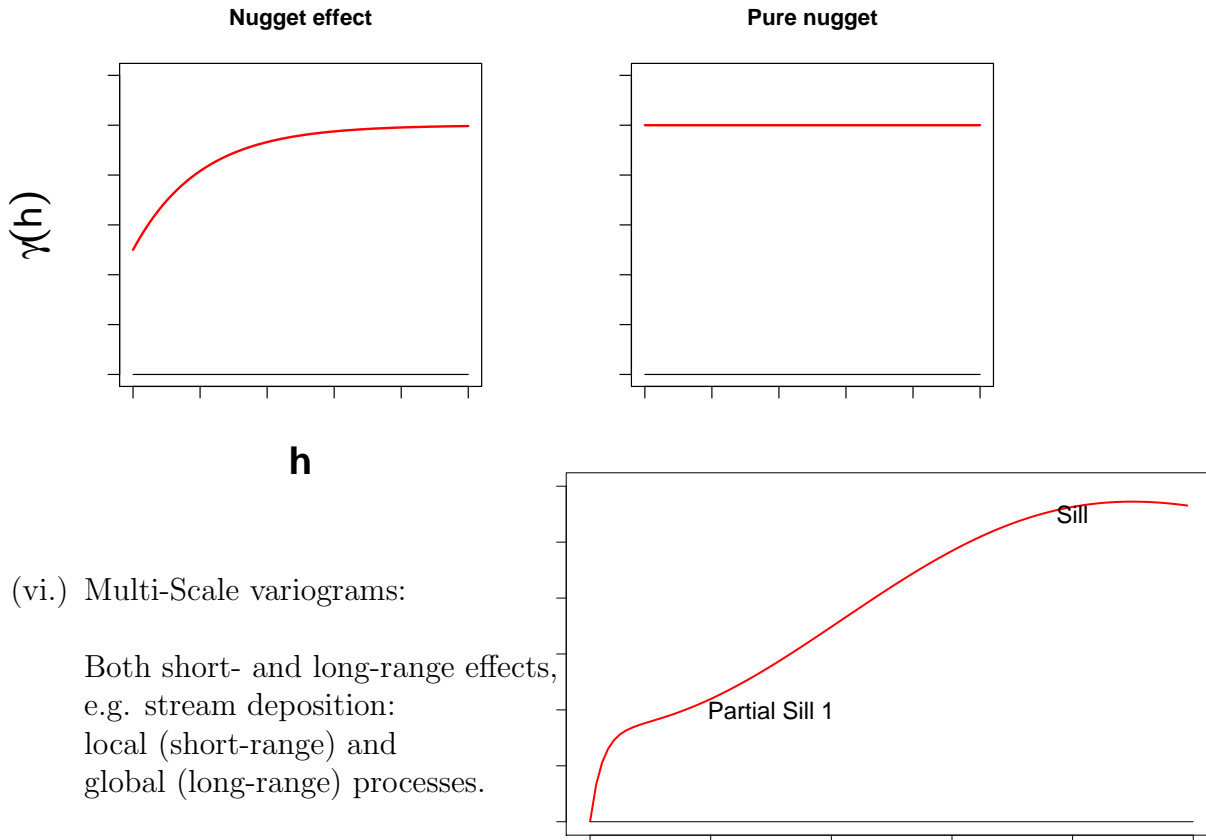 Nugget effect
Pure nugget
γ(h)
h
Sill
Partial Sill 1
(vi.) Multi-Scale variograms:
Both short- and long-range effects,
e.g. stream deposition:
local (short-range) and
global (long-range) processes.